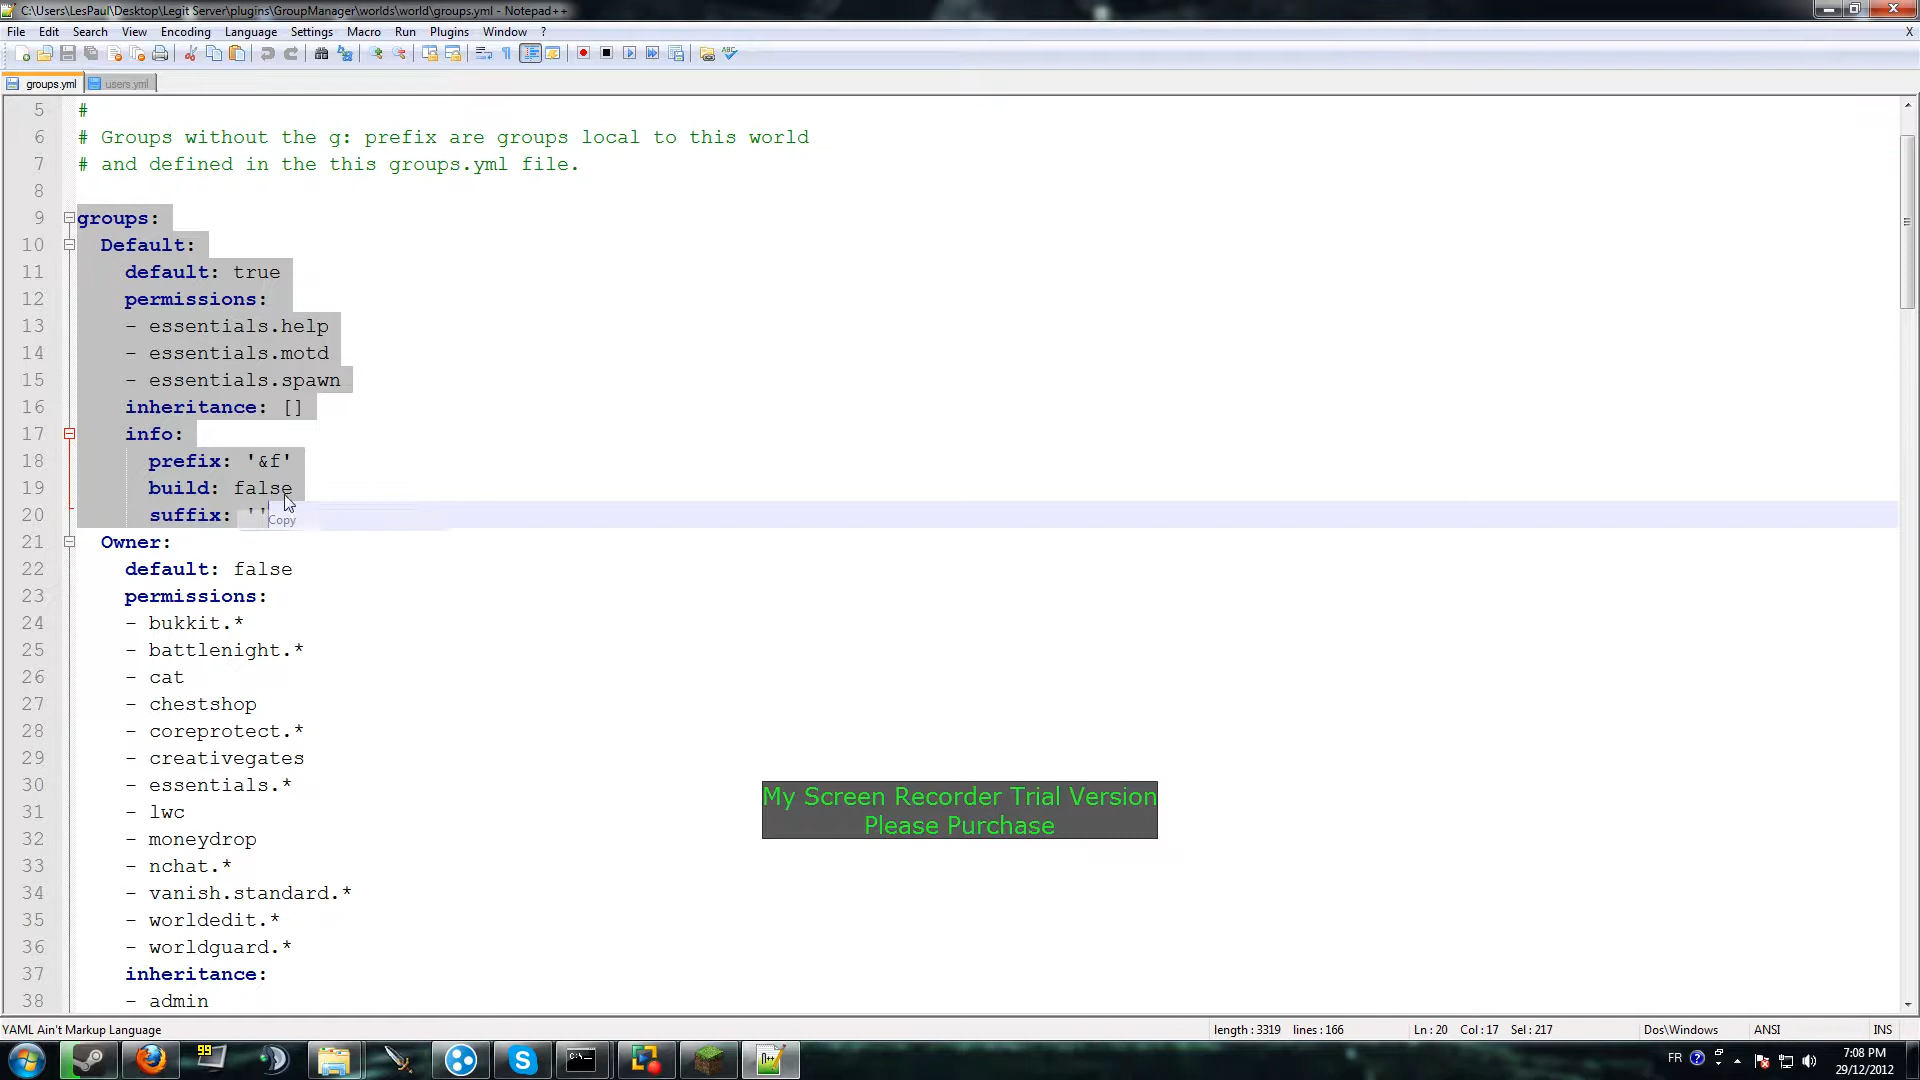 C:\Users\LesPaul\Desktop\Legit Server\plugins\GroupManager\worlds\world\groups.yml - Notepad++
File Edit Search View Encoding Language Settings Macro Run Plugins Window ? X
groups.yml users.yml
5 #
6 # Groups without the g: prefix are groups local to this world
7 # and defined in the this groups.yml file.
8
9 groups:
10 Default:
11 default: true
12 permissions:
13 - essentials.help
14 - essentials.motd
15 - essentials.spawn
16 inheritance: []
17 info:
18 prefix: '&f'
19 build: false
20 suffix: ''
Copy
21 Owner:
22 default: false
23 permissions:
24 - bukkit.*
25 - battlenight.*
26 - cat
27 - chestshop
28 - coreprotect.*
29 - creativegates
30 - essentials.*
31 - lwc
32 - moneydrop
33 - nchat.*
34 - vanish.standard.*
35 - worldedit.*
36 - worldguard.*
37 inheritance:
38 - admin
My Screen Recorder Trial Version
Please Purchase
YAML Ain't Markup Language length : 3319 lines : 166 Ln : 20 Col : 17 Sel : 217 Dos\Windows ANSI INS
99 FR 7:08 PM
29/12/2012